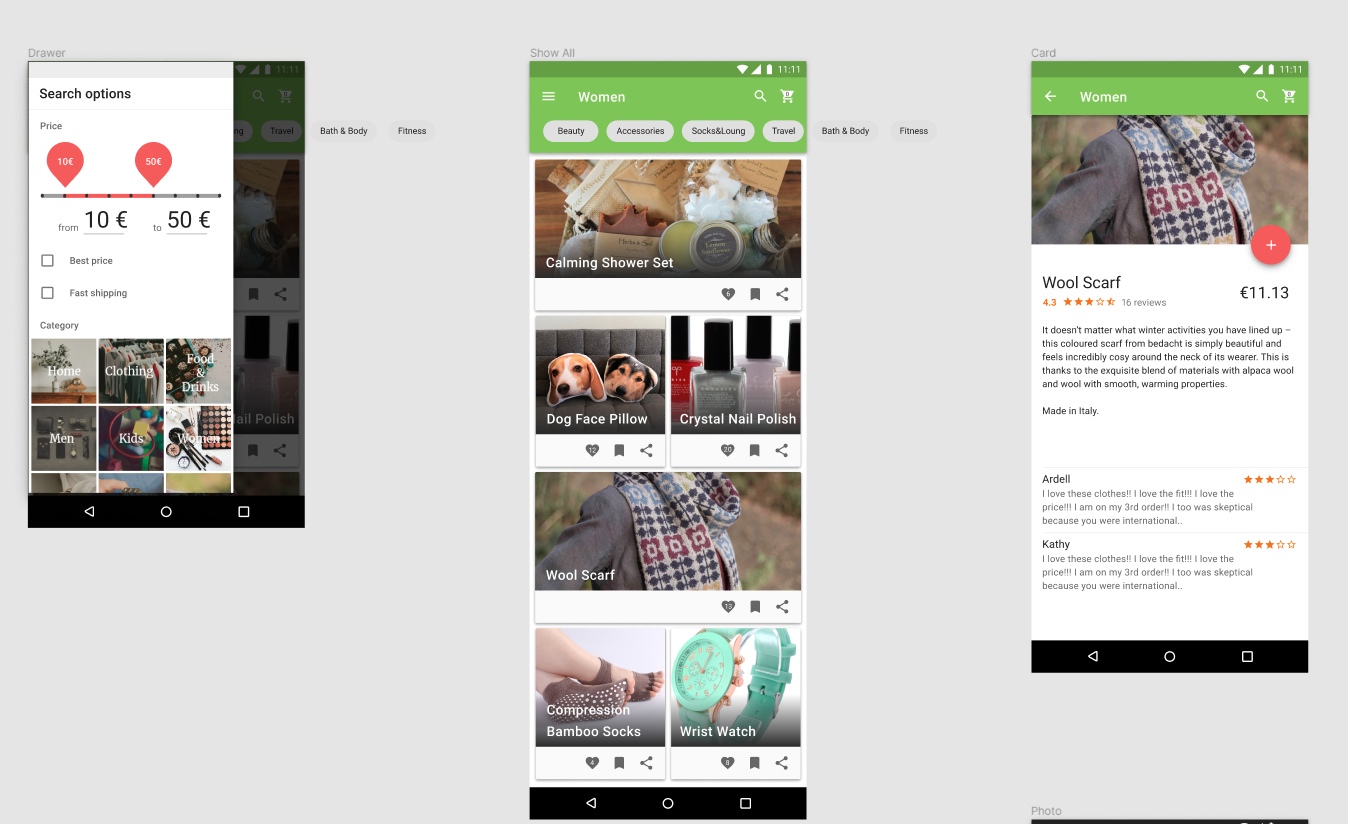 Drawer
11:11
Search options
0
Price
ng
Travel
Bath & Body
Fitness
10€
50€
from 10 € to 50 €
Best price
Fast shipping
Category
Home
Clothing
Food
&
Drinks
Men
Kids
Women
ail Polish
Show All
11:11
Women
0
Beauty
Accessories
Socks&Loung
Travel
Bath & Body
Fitness
Calming Shower Set
6
Dog Face Pillow
Crystal Nail Polish
12
20
Wool Scarf
13
Compression
Bamboo Socks
Wrist Watch
4
8
Card
11:11
Women
0
Wool Scarf
€11.13
4.3
16 reviews
It doesn't matter what winter activities you have lined up –
this coloured scarf from bedacht is simply beautiful and
feels incredibly cosy around the neck of its wearer. This is
thanks to the exquisite blend of materials with alpaca wool
and wool with smooth, warming properties.
Made in Italy.
Ardell
I love these clothes!! I love the fit!!! I love the
price!!! I am on my 3rd order!! I too was skeptical
because you were international..
Kathy
I love these clothes!! I love the fit!!! I love the
price!!! I am on my 3rd order!! I too was skeptical
because you were international..
Photo